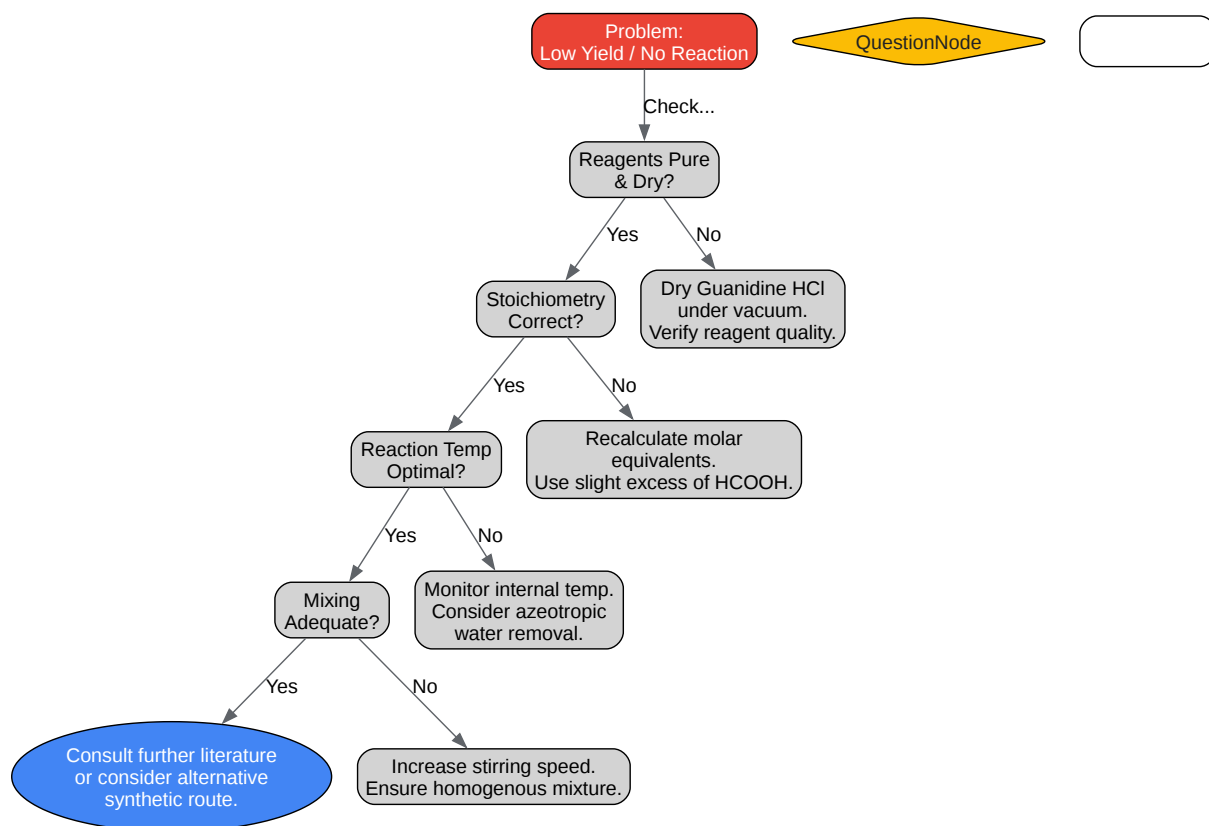 Problem:
Low Yield / No Reaction
QuestionNode
Check...
Reagents Pure
& Dry?
Yes
No
Stoichiometry
Correct?
Dry Guanidine HCl
under vacuum.
Verify reagent quality.
Yes
No
Reaction Temp
Optimal?
Recalculate molar
equivalents.
Use slight excess of HCOOH.
Yes
No
Mixing
Adequate?
Monitor internal temp.
Consider azeotropic
water removal.
Yes
No
Consult further literature
or consider alternative
synthetic route.
Increase stirring speed.
Ensure homogenous mixture.